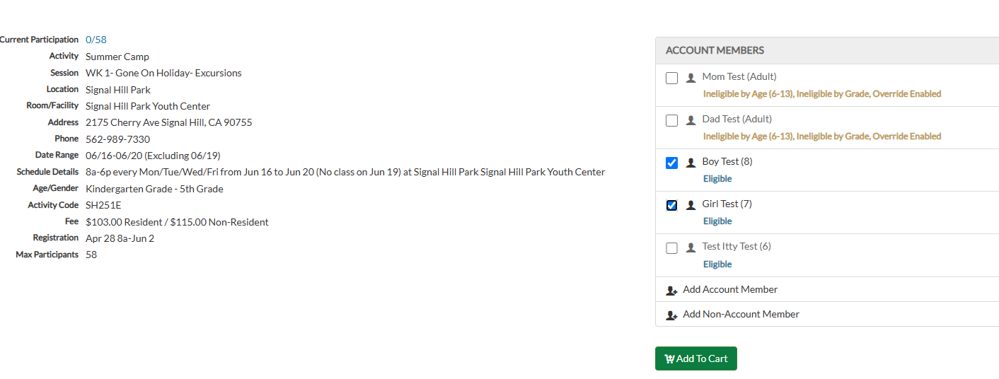 Current Participation 0/58
Activity Summer Camp
Session WK 1- Gone On Holiday- Excursions
Location Signal Hill Park
Room/Facility Signal Hill Park Youth Center
Address 2175 Cherry Ave Signal Hill, CA 90755
Phone 562-989-7330
Date Range 06/16-06/20 (Excluding 06/19)
Schedule Details 8a-6p every Mon/Tue/Wed/Fri from Jun 16 to Jun 20 (No class on Jun 19) at Signal Hill Park Signal Hill Park Youth Center
Age/Gender Kindergarten Grade - 5th Grade
Activity Code SH251E
Fee $103.00 Resident / $115.00 Non-Resident
Registration Apr 28 8a-Jun 2
Max Participants 58
ACCOUNT MEMBERS
Mom Test (Adult)
Ineligible by Age (6-13), Ineligible by Grade, Override Enabled
Dad Test (Adult)
Ineligible by Age (6-13), Ineligible by Grade, Override Enabled
Boy Test (8)
Eligible
Girl Test (7)
Eligible
Test Itty Test (6)
Eligible
Add Account Member
Add Non-Account Member
Add To Cart